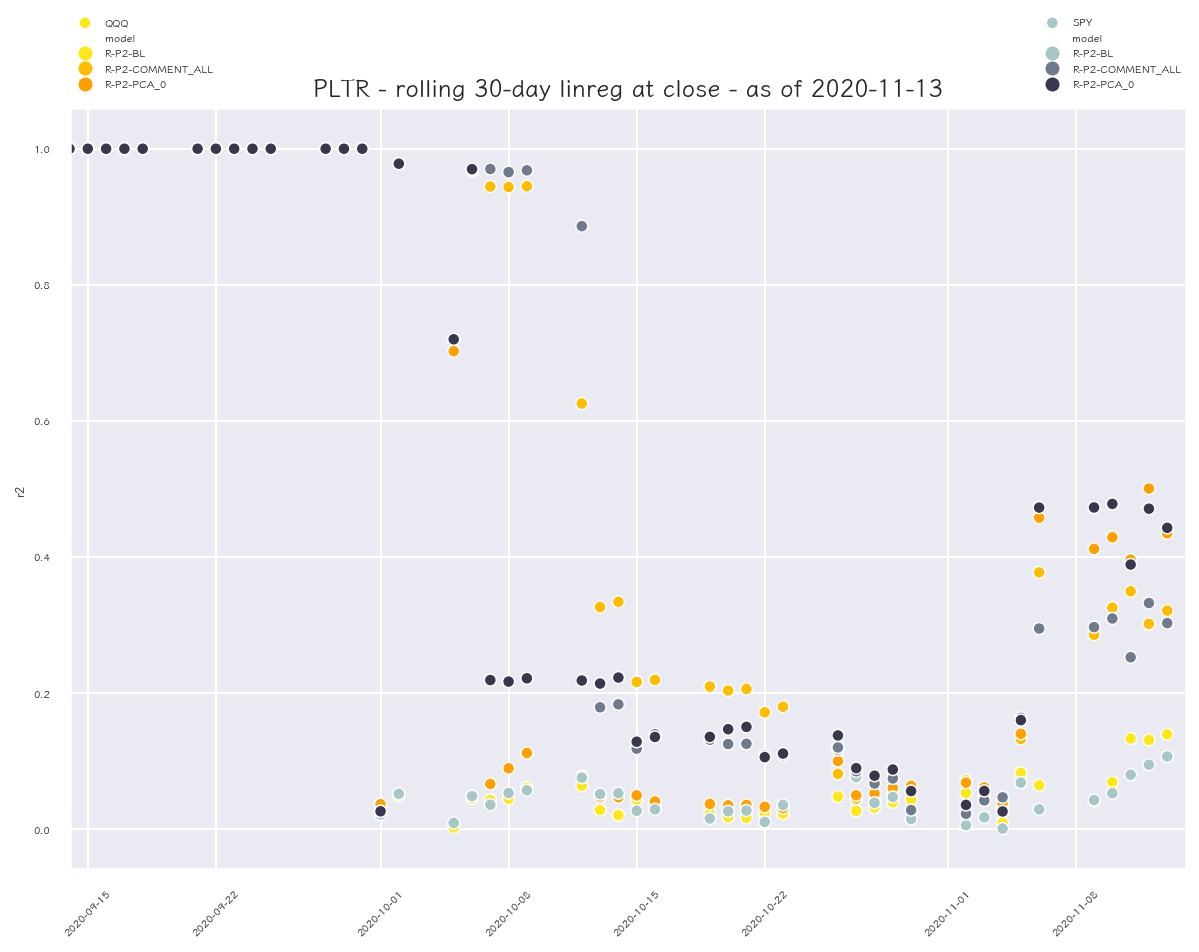 QQQ
model
R-P2-BL
R-P2-COMMENT_ALL
R-P2-PCA_0
SPY
model
R-P2-BL
R-P2-COMMENT_ALL
R-P2-PCA_0
PLTR - rolling 30-day linreg at close - as of 2020-11-13
1.0
0.8
0.6
r2
0.4
0.2
0.0
2020-09-15
2020-09-22
2020-10-01
2020-10-08
2020-10-15
2020-10-22
2020-11-01
2020-11-08